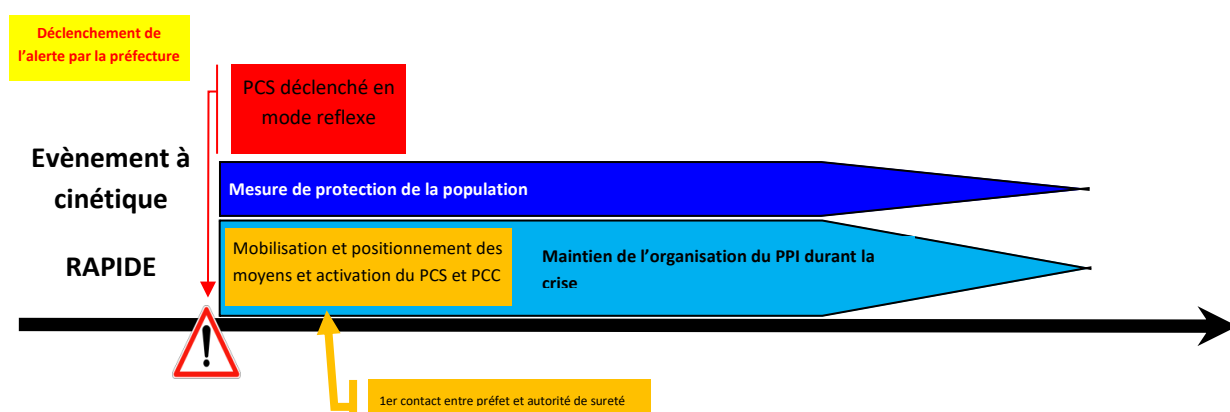 Déclenchement de
l'alerte par la préfecture
PCS déclenché en
mode reflexe
Evènement à
cinétique
RAPIDE
Mesure de protection de la population
Mobilisation et positionnement des
moyens et activation du PCS et PCC
Maintien de l'organisation du PPI durant la
crise
1er contact entre préfet et autorité de sureté